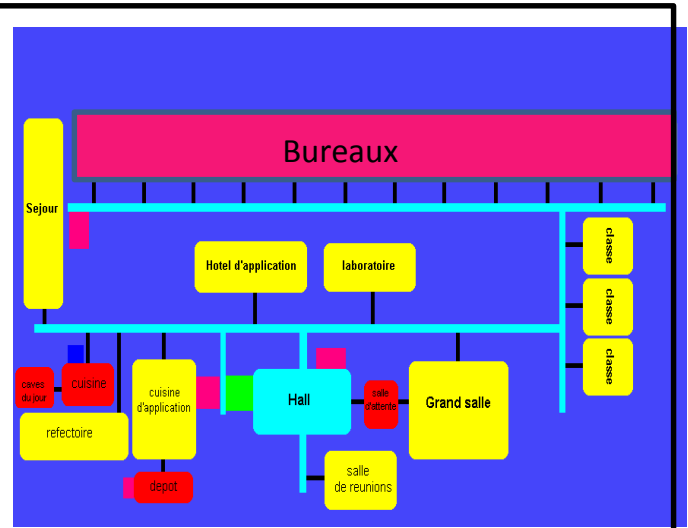 Bureaux
Sejour
classe
Hotel d'application
laboratoire
classe
classe
caves
du jour
cuisine
cuisine
d'application
Hall
salle
d'attente
Grand salle
refectoire
salle
de reunions
depot